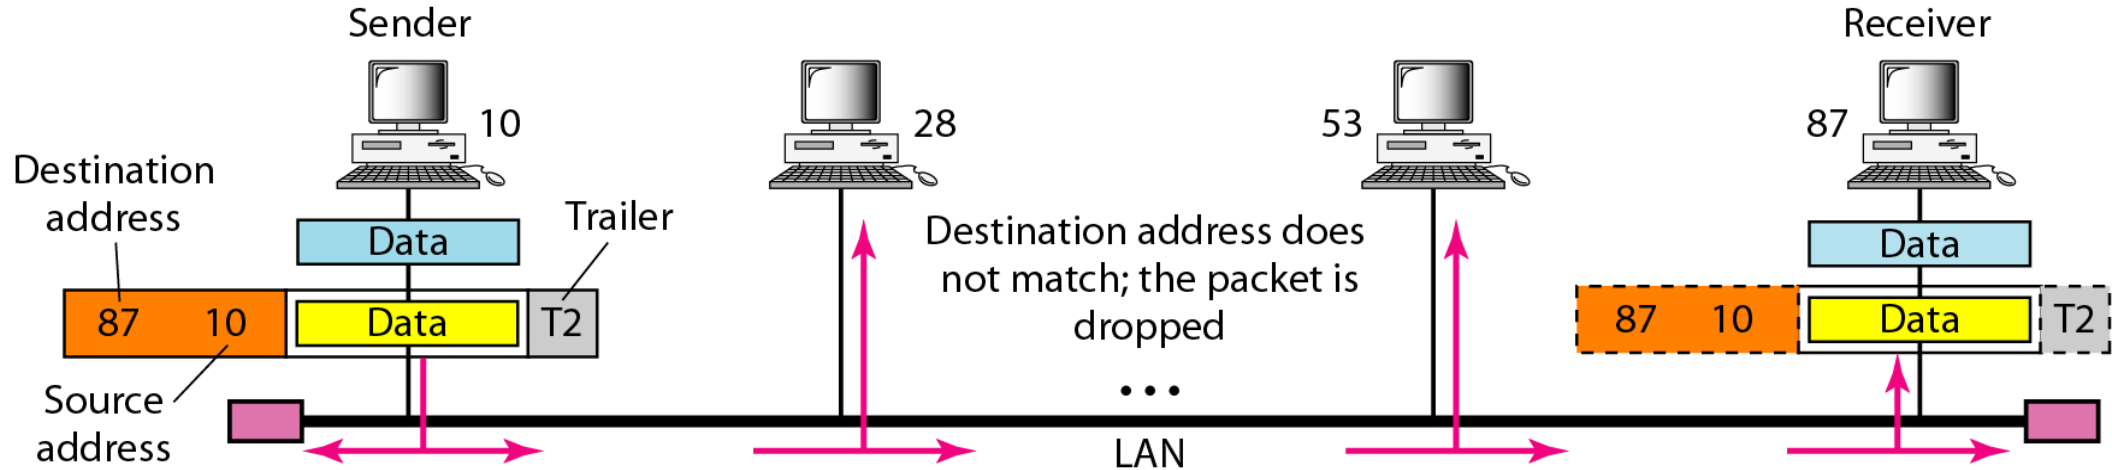 Sender
Receiver
10
28
53
87
Destination
address
Trailer
Data
Destination address does
not match; the packet is
dropped
Data
87 10
Data
T2
87 10
Data
T2
Source
address
...
LAN